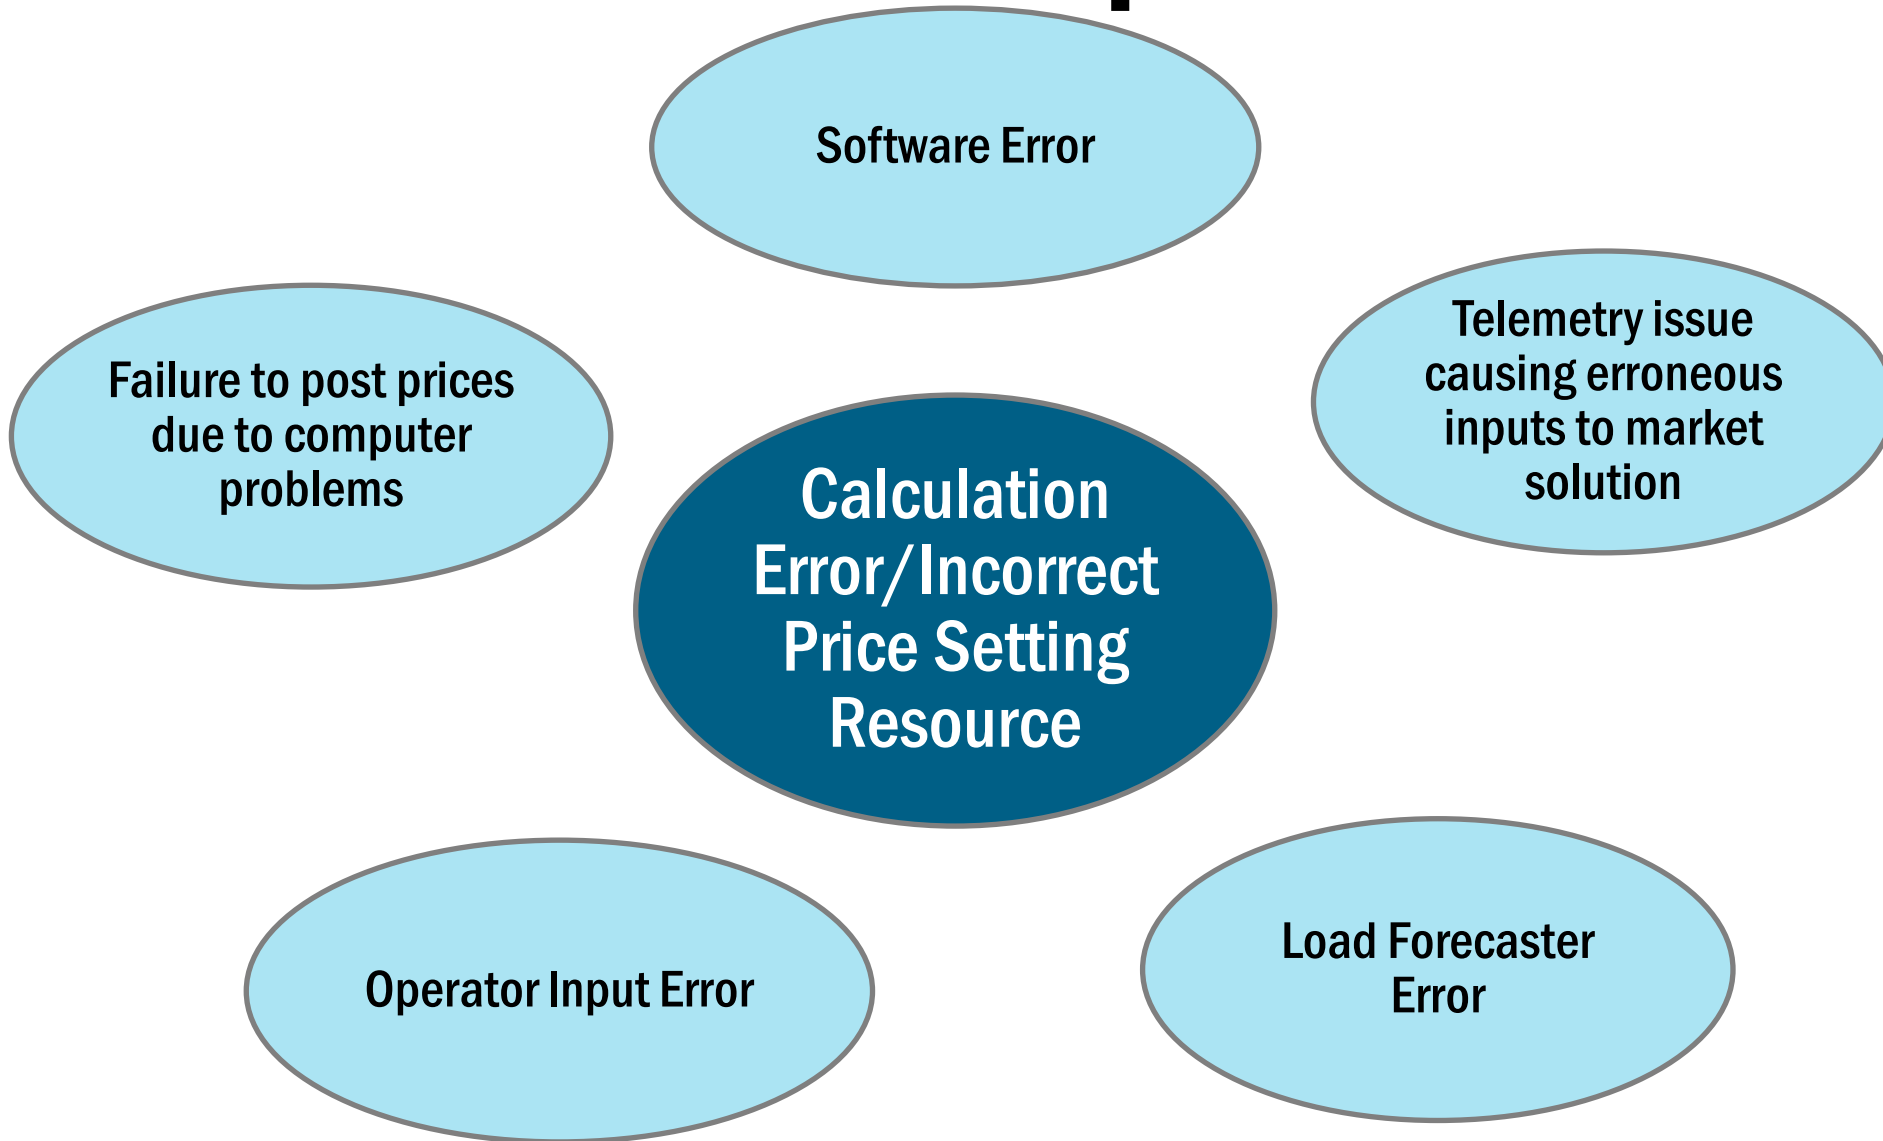 Software Error
Telemetry issue
causing erroneous
inputs to market
solution
Failure to post prices
due to computer
problems
Calculation
Error/Incorrect
Price Setting
Resource
Load Forecaster
Error
Operator Input Error